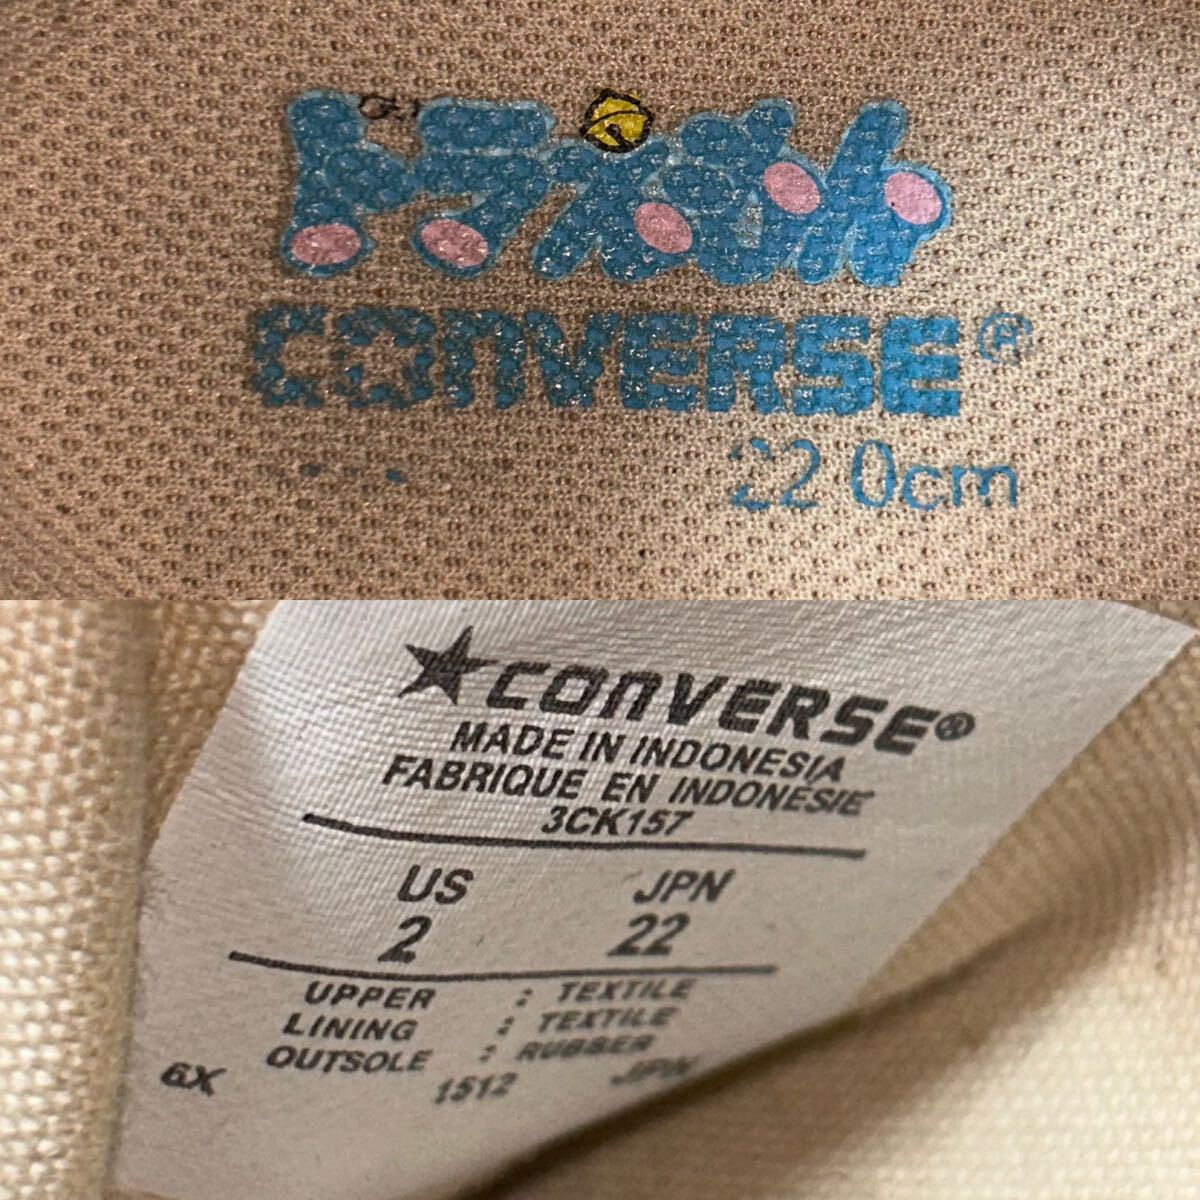 ドラえもん
CONVERSE®
22.0cm
CONVERSE®
MADE IN INDONESIA
FABRIQUE EN INDONESIE
3CK157
US JPN
2 22
UPPER : TEXTILE
LINING : TEXTILE
OUTSOLE : RUBBER
6X 1512 JPN